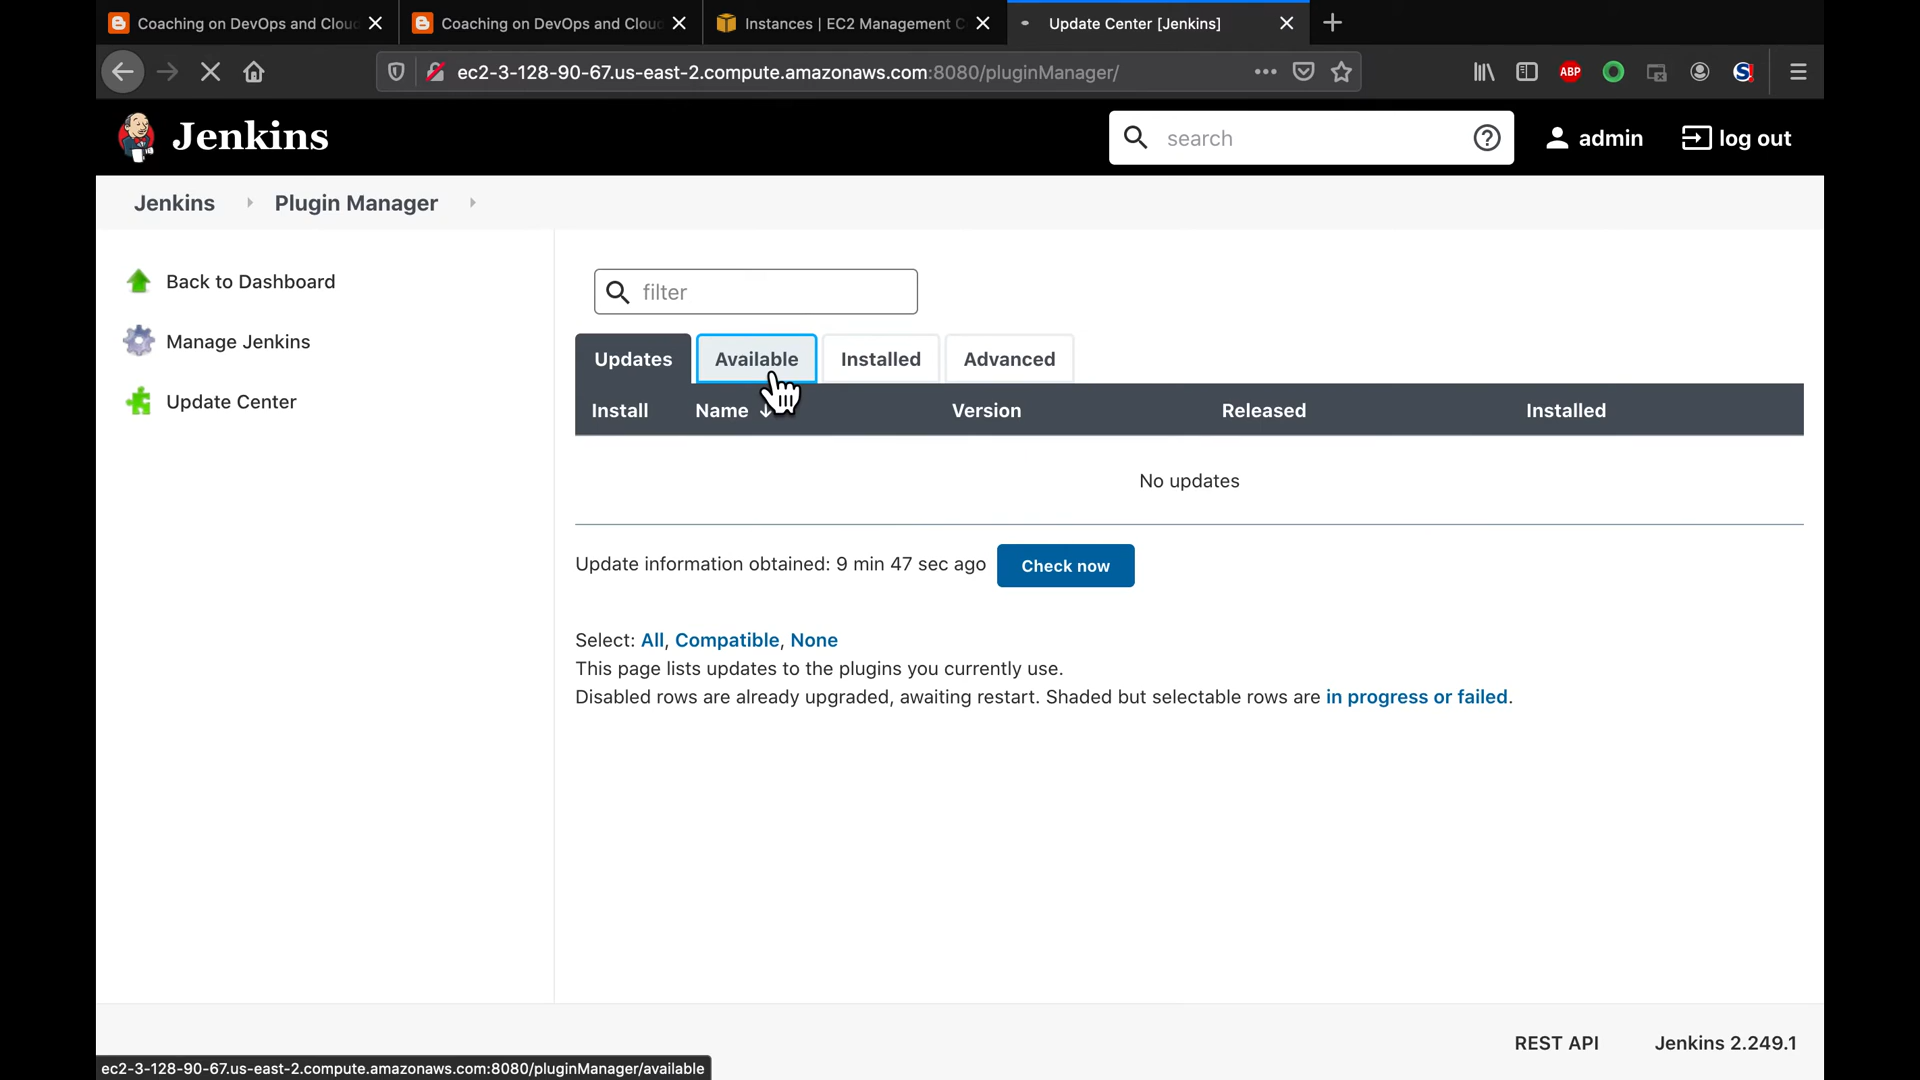 Coaching on DevOps and Cloud
Coaching on DevOps and Cloud
Instances | EC2 Management C
Update Center [Jenkins]
ec2-3-128-90-67.us-east-2.compute.amazonaws.com:8080/pluginManager/
ABP
S
Jenkins
search
admin
log out
Jenkins
Plugin Manager
Back to Dashboard
Manage Jenkins
Update Center
filter
Updates
Available
Installed
Advanced
Install
Name ↓
Version
Released
Installed
No updates
Update information obtained: 9 min 47 sec ago
Check now
Select: All, Compatible, None
This page lists updates to the plugins you currently use.
Disabled rows are already upgraded, awaiting restart. Shaded but selectable rows are in progress or failed.
REST API
Jenkins 2.249.1
ec2-3-128-90-67.us-east-2.compute.amazonaws.com:8080/pluginManager/available